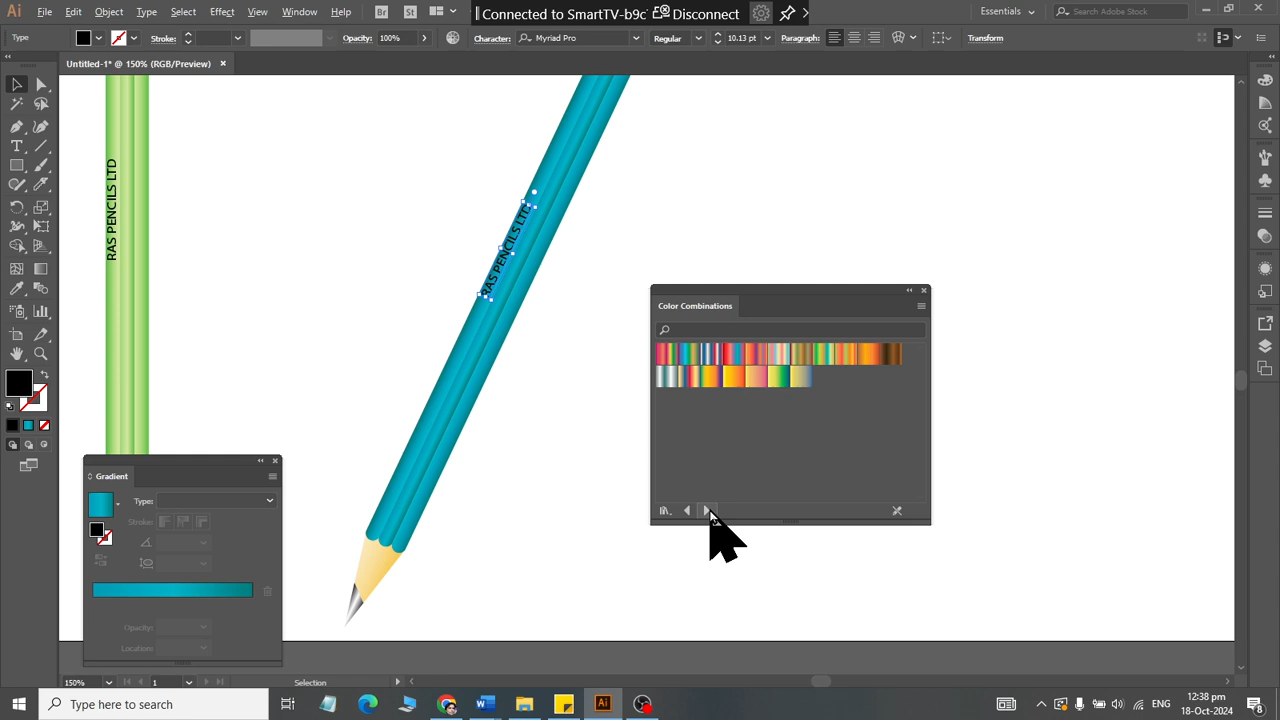 Ai File Edit Object Type Select Effect View Window Help Br St Connected to SmartTV-b9c Disconnect Essentials Search Adobe Stock
Type Stroke: Opacity: 100% Character: Myriad Pro Regular 10.13 pt Paragraph: Transform
Untitled-1* @ 150% (RGB/Preview)
RAS PENCILS LTD
RAS PENCILS LTD
Color Combinations
Gradient
Type:
Stroke:
Opacity:
Location:
150% 1 Selection
Type here to search Ai ENG 12:38 pm
18-Oct-2024